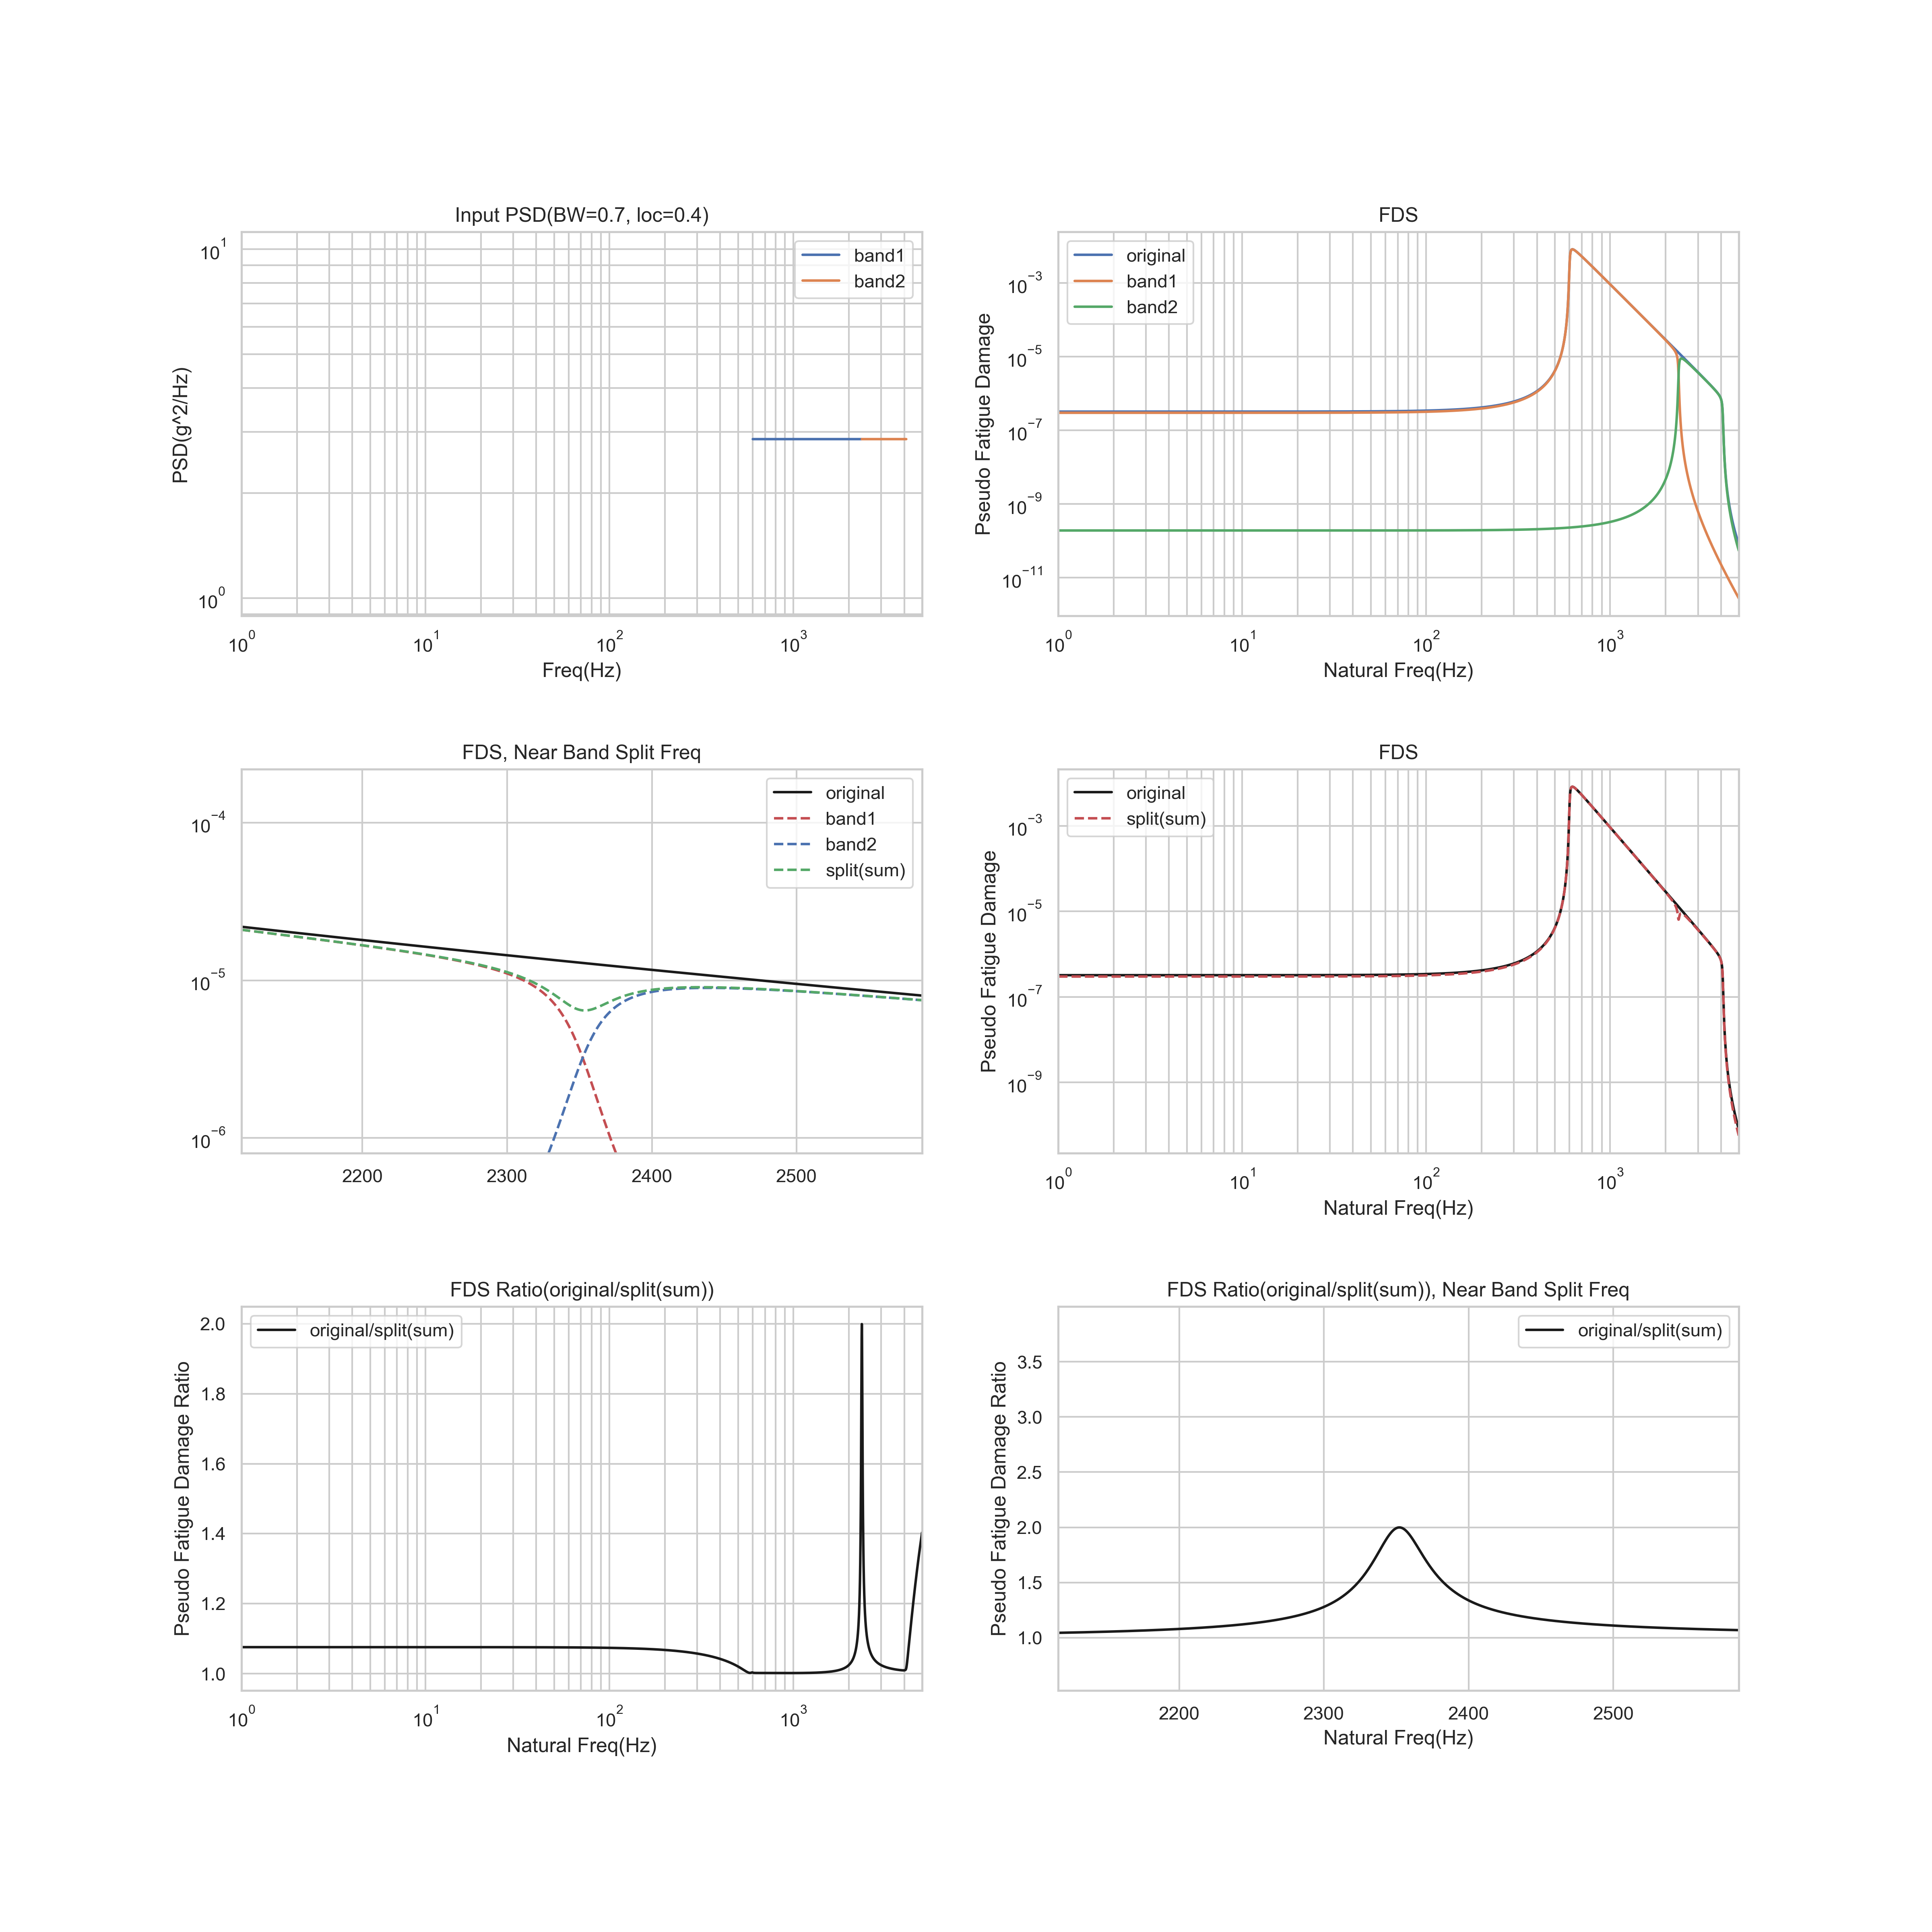 Input PSD(BW=0.7, loc=0.4)
10^1
10^0
PSD(g^2/Hz)
band1
band2
10^0 10^1 10^2 10^3
Freq(Hz)
FDS
10^-3
10^-5
10^-7
10^-9
10^-11
Pseudo Fatigue Damage
original
band1
band2
10^0 10^1 10^2 10^3
Natural Freq(Hz)
FDS, Near Band Split Freq
10^-4
10^-5
10^-6
original
band1
band2
split(sum)
2200 2300 2400 2500
FDS
10^-3
10^-5
10^-7
10^-9
Pseudo Fatigue Damage
original
split(sum)
10^0 10^1 10^2 10^3
Natural Freq(Hz)
FDS Ratio(original/split(sum))
2.0
1.8
1.6
1.4
1.2
1.0
Pseudo Fatigue Damage Ratio
original/split(sum)
10^0 10^1 10^2 10^3
Natural Freq(Hz)
FDS Ratio(original/split(sum)), Near Band Split Freq
3.5
3.0
2.5
2.0
1.5
1.0
Pseudo Fatigue Damage Ratio
original/split(sum)
2200 2300 2400 2500
Natural Freq(Hz)